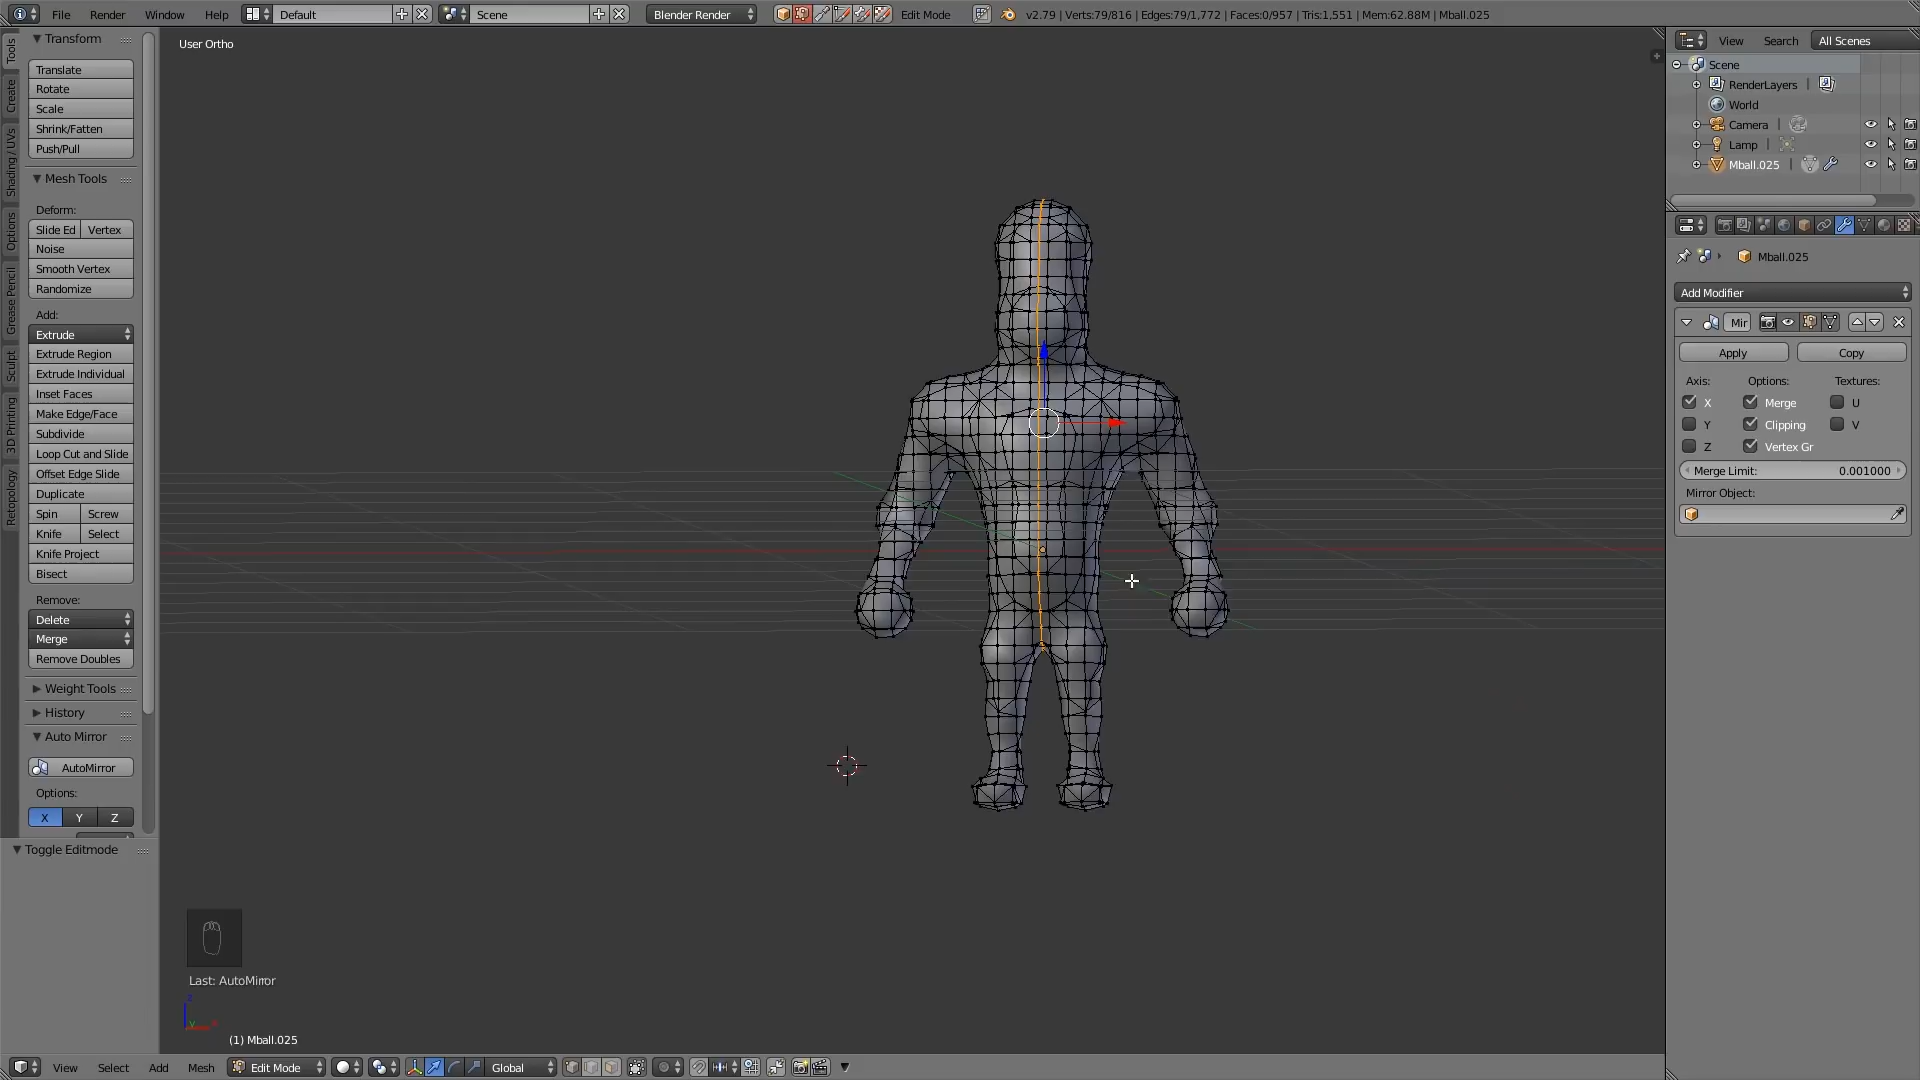 File Render Window Help Default Scene Blender Render Edit Mode v2.79 | Verts:79/816 | Edges:79/1,772 | Faces:0/957 | Tris:1,551 | Mem:62.88M | Mball.025
Tools
Create
Shading / UVs
Options
Grease Pencil
Sculpt
3D Printing
Retopology
Transform
Translate
Rotate
Scale
Shrink/Fatten
Push/Pull
Mesh Tools
Deform:
Slide Ed Vertex
Noise
Smooth Vertex
Randomize
Add:
Extrude
Extrude Region
Extrude Individual
Inset Faces
Make Edge/Face
Subdivide
Loop Cut and Slide
Offset Edge Slide
Duplicate
Spin Screw
Knife Select
Knife Project
Bisect
Remove:
Delete
Merge
Remove Doubles
Weight Tools
History
Auto Mirror
AutoMirror
Options:
X Y Z
Toggle Editmode
User Ortho
Last: AutoMirror
z
y x
(1) Mball.025
View Search All Scenes
Scene
RenderLayers |
World
Camera |
Lamp |
Mball.025 |
Mball.025
Add Modifier
Mir
Apply Copy
Axis: Options: Textures:
X Merge U
Y Clipping V
Z Vertex Gr
Merge Limit: 0.001000
Mirror Object:
View Select Add Mesh Edit Mode Global